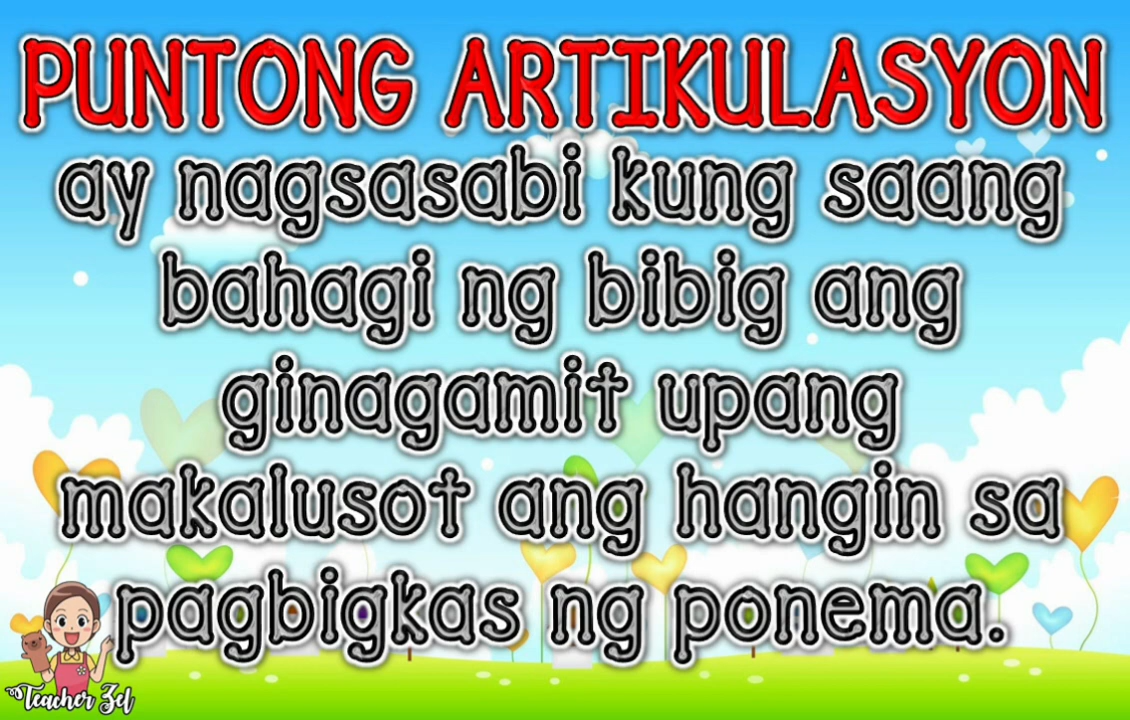 PUNTONG ARTIKULASYON
ay nagsasabi kung saang
bahagi ng bibig ang
ginagamit upang
makalusot ang hangin sa
pagbigkas ng ponema.
Teacher Zel